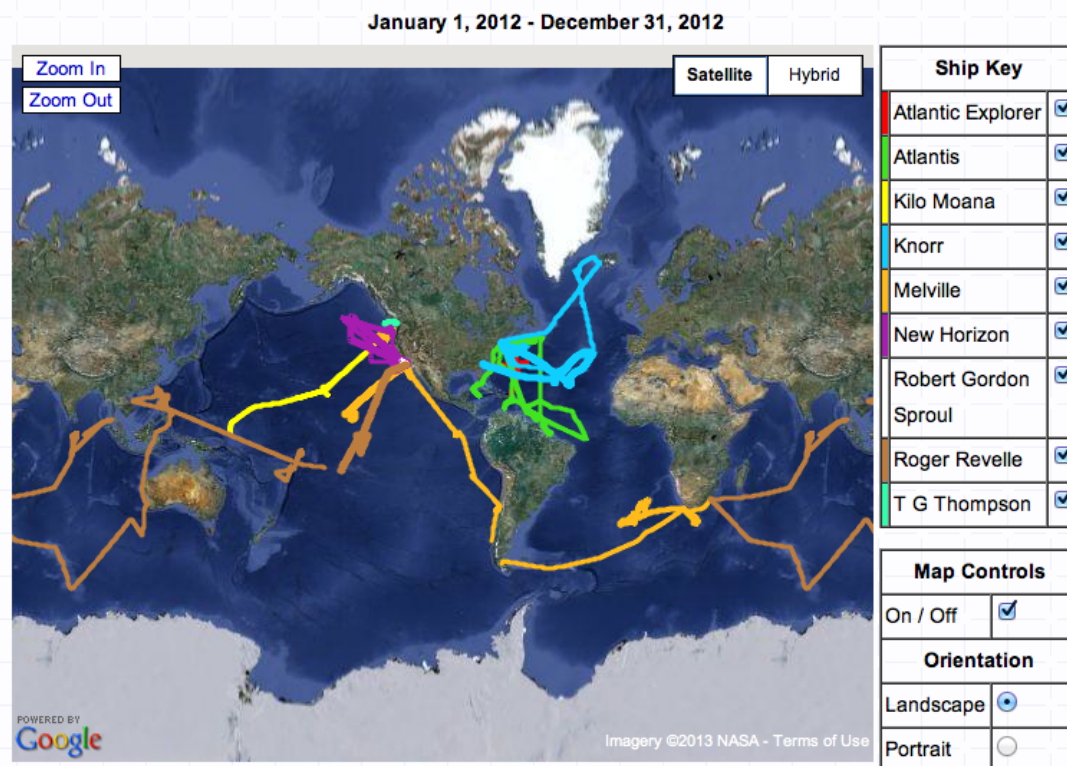 January 1, 2012 - December 31, 2012
Zoom In
Zoom Out
Satellite
Hybrid
Ship Key
Atlantic Explorer
Atlantis
Kilo Moana
Knorr
Melville
New Horizon
Robert Gordon
Sproul
Roger Revelle
T G Thompson
Map Controls
On / Off
Orientation
Landscape
Portrait
POWERED BY
Google
Imagery ©2013 NASA - Terms of Use